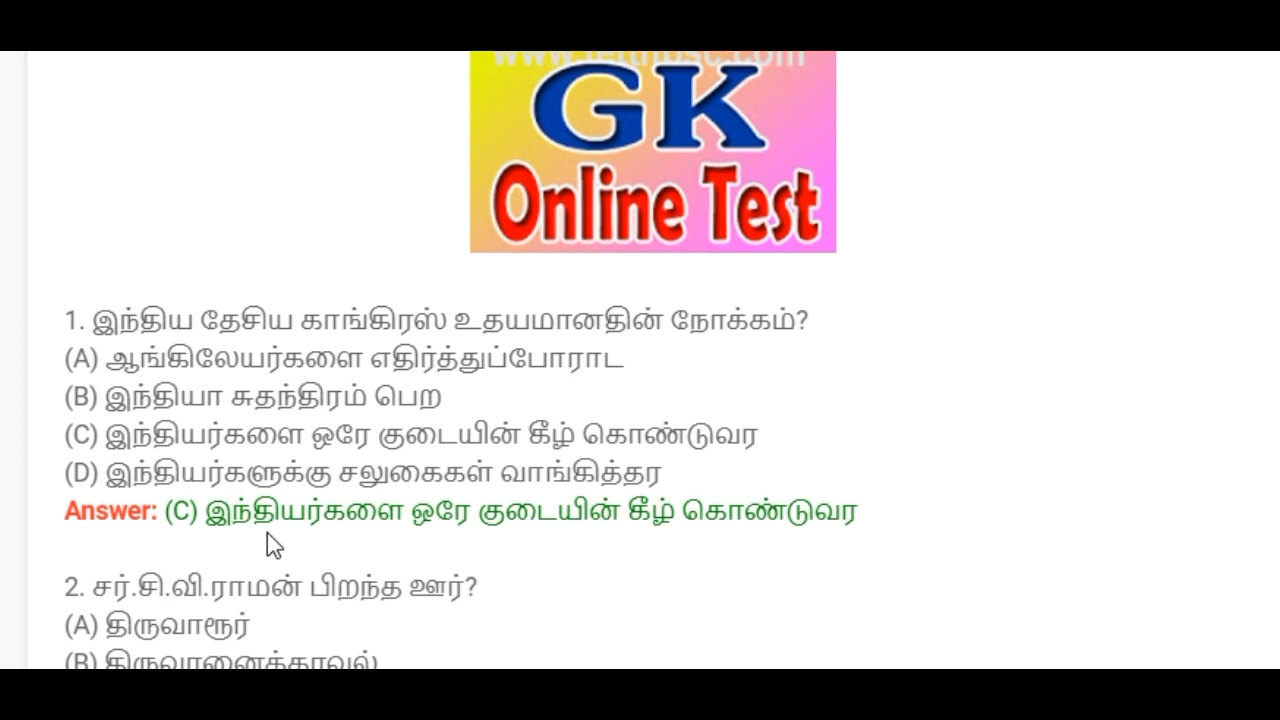 GK
Online Test
1. இந்திய தேசிய காங்கிரஸ் உதயமானதின் நோக்கம்?
(A) ஆங்கிலேயர்களை எதிர்த்துப்போராட
(B) இந்தியா சுதந்திரம் பெற
(C) இந்தியர்களை ஒரே குடையின் கீழ் கொண்டுவர
(D) இந்தியர்களுக்கு சலுகைகள் வாங்கித்தர
Answer: (C) இந்தியர்களை ஒரே குடையின் கீழ் கொண்டுவர
2. சர்.சி.வி.ராமன் பிறந்த ஊர்?
(A) திருவாரூர்
(B) திருவானைக்காவல்